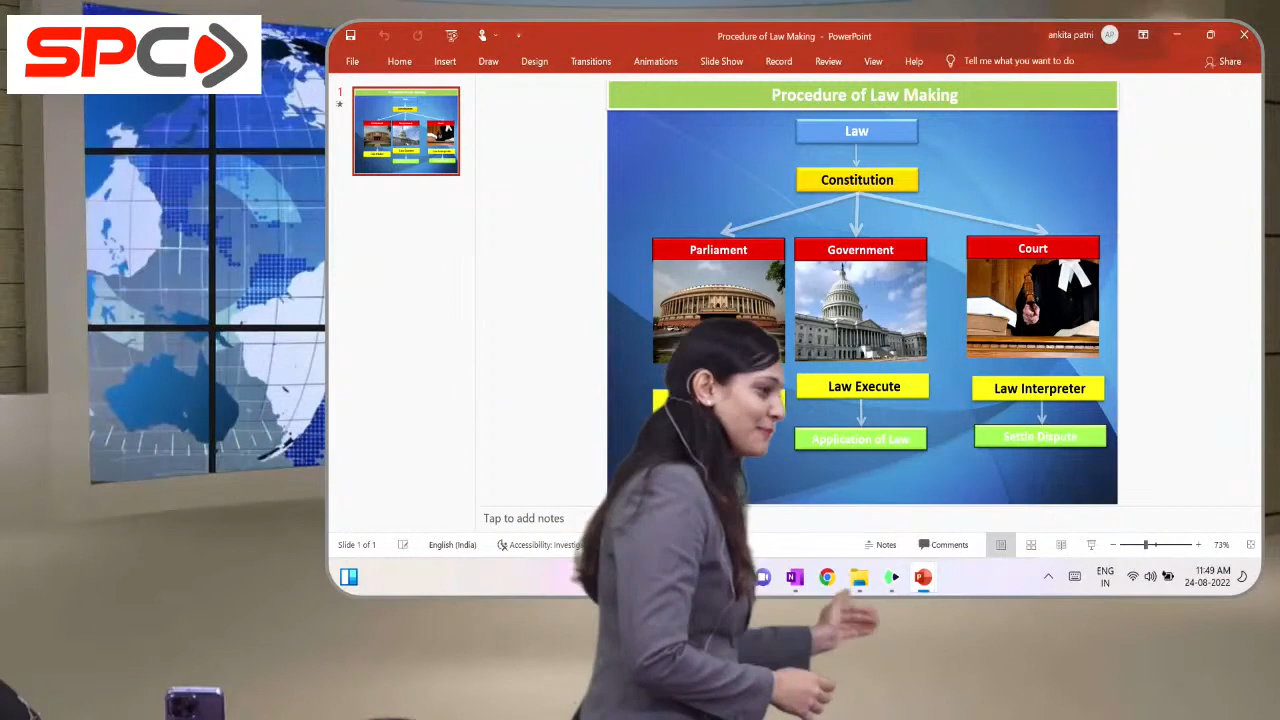 SPC
Procedure of Law Making - PowerPoint
ankita patni
AP
File
Home
Insert
Draw
Design
Transitions
Animations
Slide Show
Record
Review
View
Help
Tell me what you want to do
Share
1
Procedure of Law Making
Law
Constitution
Parliament
Government
Court
Law Execute
Law Interpreter
Application of Law
Settle Dispute
Tap to add notes
Slide 1 of 1
English (India)
Accessibility:
Notes
Comments
73%
ENG
IN
11:49 AM
24-08-2022